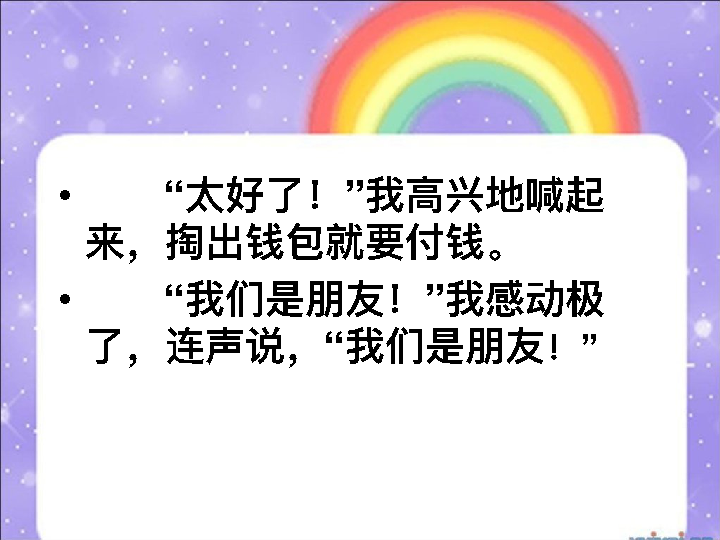 • “太好了！”我高兴地喊起
来，掏出钱包就要付钱。
• “我们是朋友！”我感动极
了，连声说，“我们是朋友！”